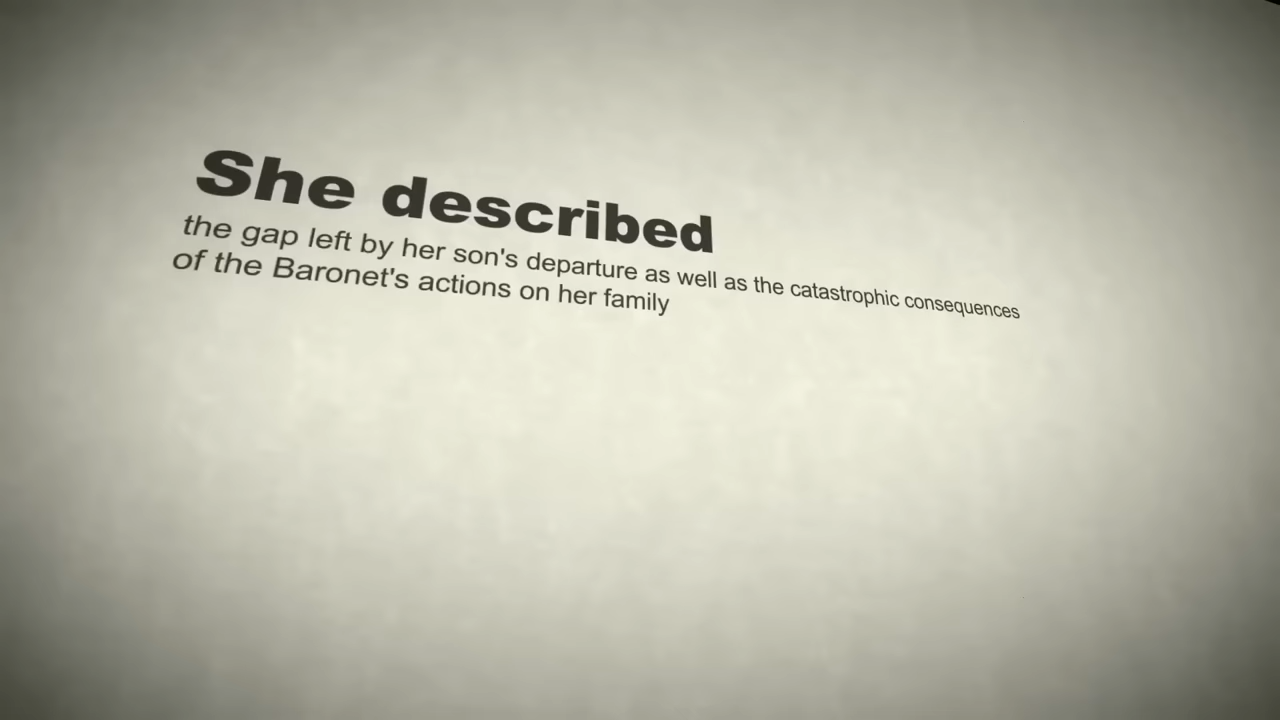 She described
the gap left by her son's departure as well as the catastrophic consequences
of the Baronet's actions on her family